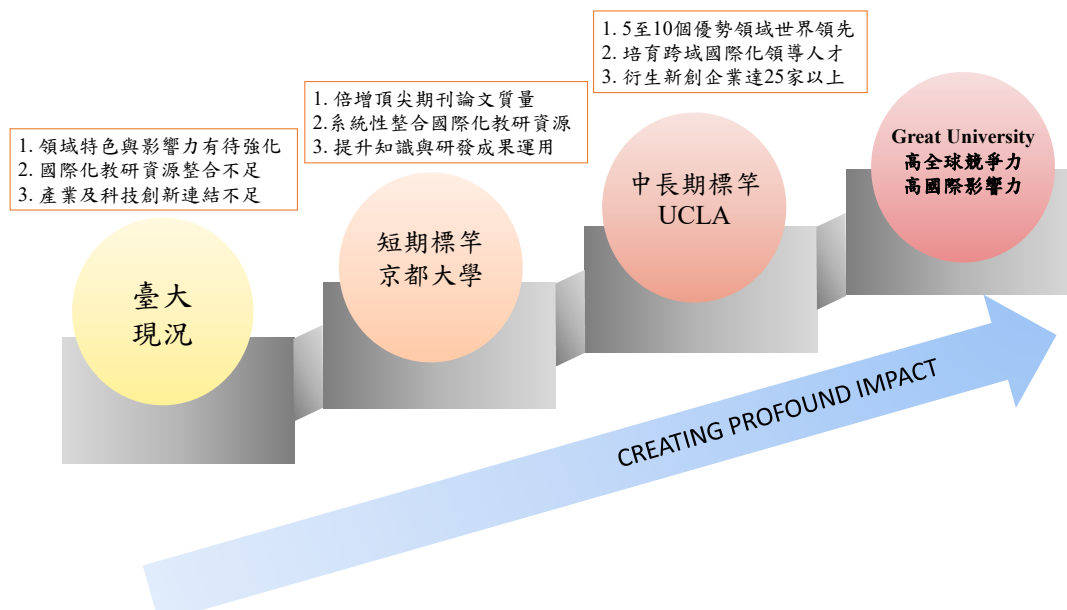 1. 領域特色與影響力有待強化
2. 國際化教研資源整合不足
3. 產業及科技創新連結不足
臺大
現況
1. 倍增頂尖期刊論文質量
2.系統性整合國際化教研資源
3. 提升知識與研發成果運用
短期標竿
京都大學
1. 5至10個優勢領域世界領先
2. 培育跨域國際化領導人才
3. 衍生新創企業達25家以上
中長期標竿
UCLA
Great University
高全球競爭力
高國際影響力
CREATING PROFOUND IMPACT